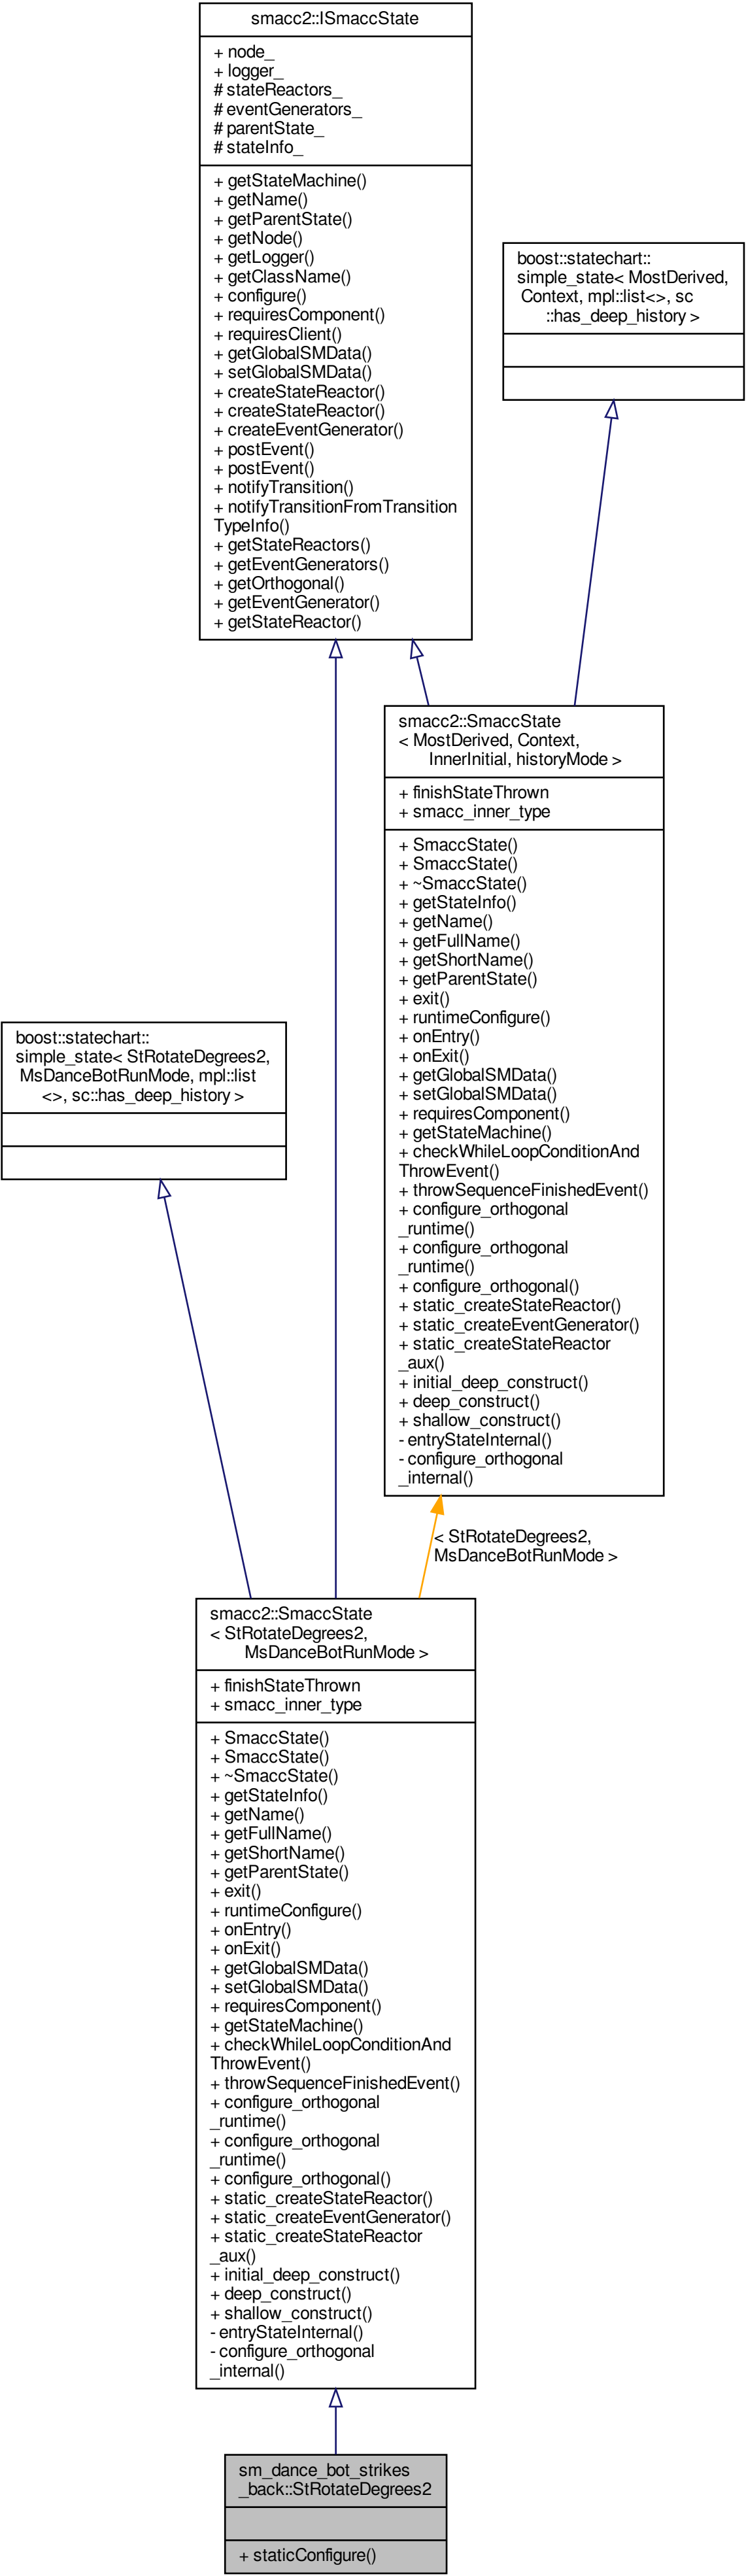 smacc2::ISmaccState
+ node_
+ logger_
# stateReactors_
# eventGenerators_
# parentState_
# stateInfo_
+ getStateMachine()
+ getName()
+ getParentState()
+ getNode()
+ getLogger()
+ getClassName()
+ configure()
+ requiresComponent()
+ requiresClient()
+ getGlobalSMData()
+ setGlobalSMData()
+ createStateReactor()
+ createStateReactor()
+ createEventGenerator()
+ postEvent()
+ postEvent()
+ notifyTransition()
+ notifyTransitionFromTransition
TypeInfo()
+ getStateReactors()
+ getEventGenerators()
+ getOrthogonal()
+ getEventGenerator()
+ getStateReactor()
boost::statechart::
simple_state< MostDerived,
Context, mpl::list<>, sc
::has_deep_history >
smacc2::SmaccState
< MostDerived, Context,
InnerInitial, historyMode >
+ finishStateThrown
+ smacc_inner_type
+ SmaccState()
+ SmaccState()
+ ~SmaccState()
+ getStateInfo()
+ getName()
+ getFullName()
+ getShortName()
+ getParentState()
+ exit()
+ runtimeConfigure()
+ onEntry()
+ onExit()
+ getGlobalSMData()
+ setGlobalSMData()
+ requiresComponent()
+ getStateMachine()
+ checkWhileLoopConditionAnd
ThrowEvent()
+ throwSequenceFinishedEvent()
+ configure_orthogonal
_runtime()
+ configure_orthogonal
_runtime()
+ configure_orthogonal()
+ static_createStateReactor()
+ static_createEventGenerator()
+ static_createStateReactor
_aux()
+ initial_deep_construct()
+ deep_construct()
+ shallow_construct()
- entryStateInternal()
- configure_orthogonal
_internal()
boost::statechart::
simple_state< StRotateDegrees2,
MsDanceBotRunMode, mpl::list
<>, sc::has_deep_history >
< StRotateDegrees2,
MsDanceBotRunMode >
smacc2::SmaccState
< StRotateDegrees2,
MsDanceBotRunMode >
+ finishStateThrown
+ smacc_inner_type
+ SmaccState()
+ SmaccState()
+ ~SmaccState()
+ getStateInfo()
+ getName()
+ getFullName()
+ getShortName()
+ getParentState()
+ exit()
+ runtimeConfigure()
+ onEntry()
+ onExit()
+ getGlobalSMData()
+ setGlobalSMData()
+ requiresComponent()
+ getStateMachine()
+ checkWhileLoopConditionAnd
ThrowEvent()
+ throwSequenceFinishedEvent()
+ configure_orthogonal
_runtime()
+ configure_orthogonal
_runtime()
+ configure_orthogonal()
+ static_createStateReactor()
+ static_createEventGenerator()
+ static_createStateReactor
_aux()
+ initial_deep_construct()
+ deep_construct()
+ shallow_construct()
- entryStateInternal()
- configure_orthogonal
_internal()
sm_dance_bot_strikes
_back::StRotateDegrees2
+ staticConfigure()